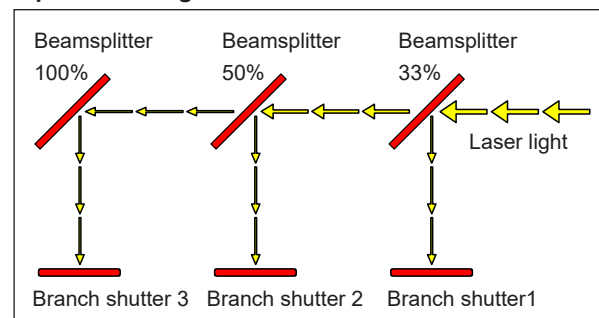 Beamsplitter Beamsplitter Beamsplitter
100% 50% 33%
Laser light
Branch shutter 3 Branch shutter 2 Branch shutter1